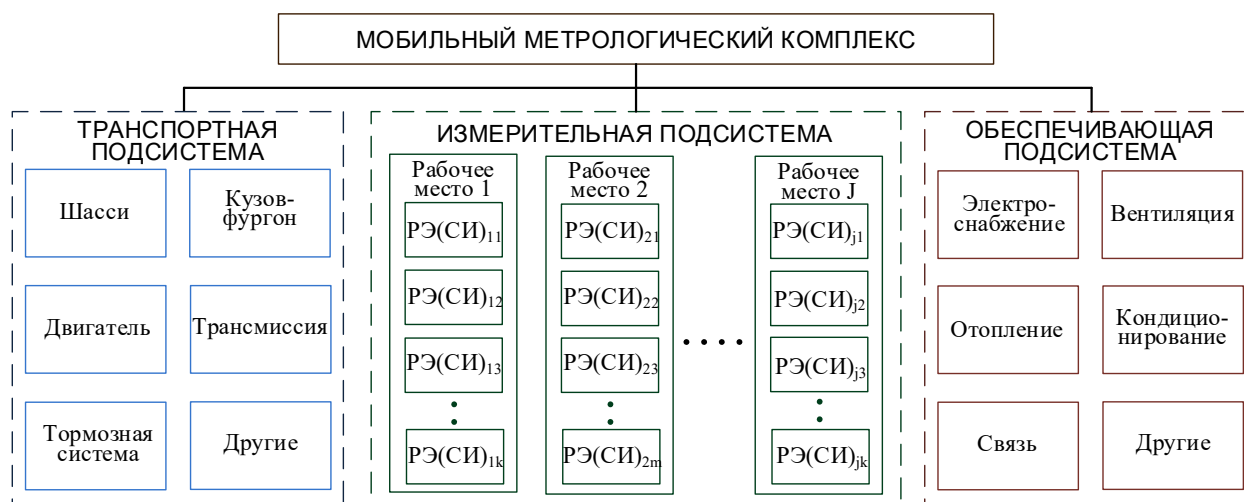 МОБИЛЬНЫЙ МЕТРОЛОГИЧЕСКИЙ КОМПЛЕКС
ТРАНСПОРТНАЯ
ПОДСИСТЕМА
Шасси
Кузов-
фургон
Двигатель
Трансмиссия
Тормозная
система
Другие
ИЗМЕРИТЕЛЬНАЯ ПОДСИСТЕМА
Рабочее
место 1
РЭ(СИ)11
РЭ(СИ)12
РЭ(СИ)13
РЭ(СИ)1k
Рабочее
место 2
РЭ(СИ)21
РЭ(СИ)22
РЭ(СИ)23
РЭ(СИ)2m
Рабочее
место J
РЭ(СИ)j1
РЭ(СИ)j2
РЭ(СИ)j3
РЭ(СИ)jk
ОБЕСПЕЧИВАЮЩАЯ
ПОДСИСТЕМА
Электро-
снабжение
Вентиляция
Отопление
Кондицио-
нирование
Связь
Другие